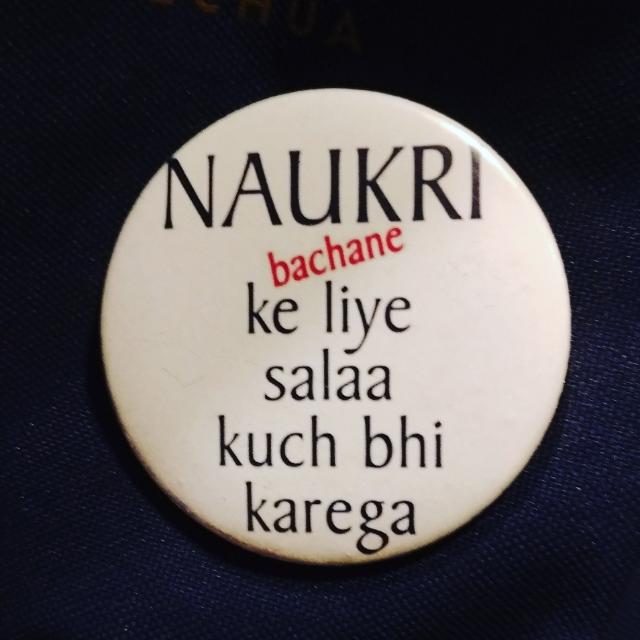 NAUKRI
bachane
ke liye
salaa
kuch bhi
karega